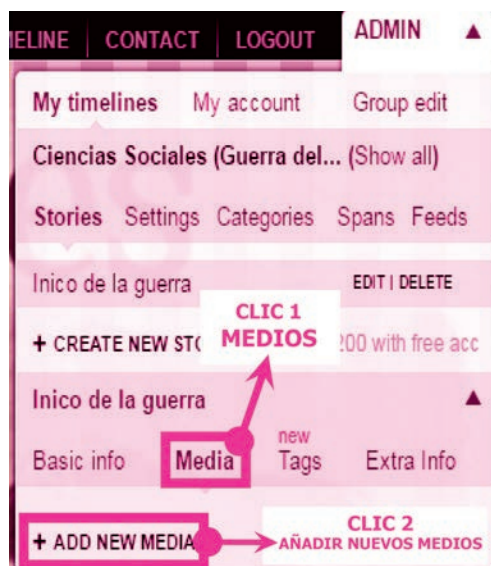 CONTACT LOGOUT ADMIN ▲
My timelines My account Group edit
Ciencias Sociales (Guerra del... (Show all)
Stories Settings Categories Spans Feeds
Inico de la guerra EDIT | DELETE
CLIC 1
MEDIOS
+ CREATE NEW 200 with free acc
Inico de la guerra ▲
new
Basic info Media Tags Extra Info
CLIC 2
+ ADD NEW MEDIA AÑADIR NUEVOS MEDIOS